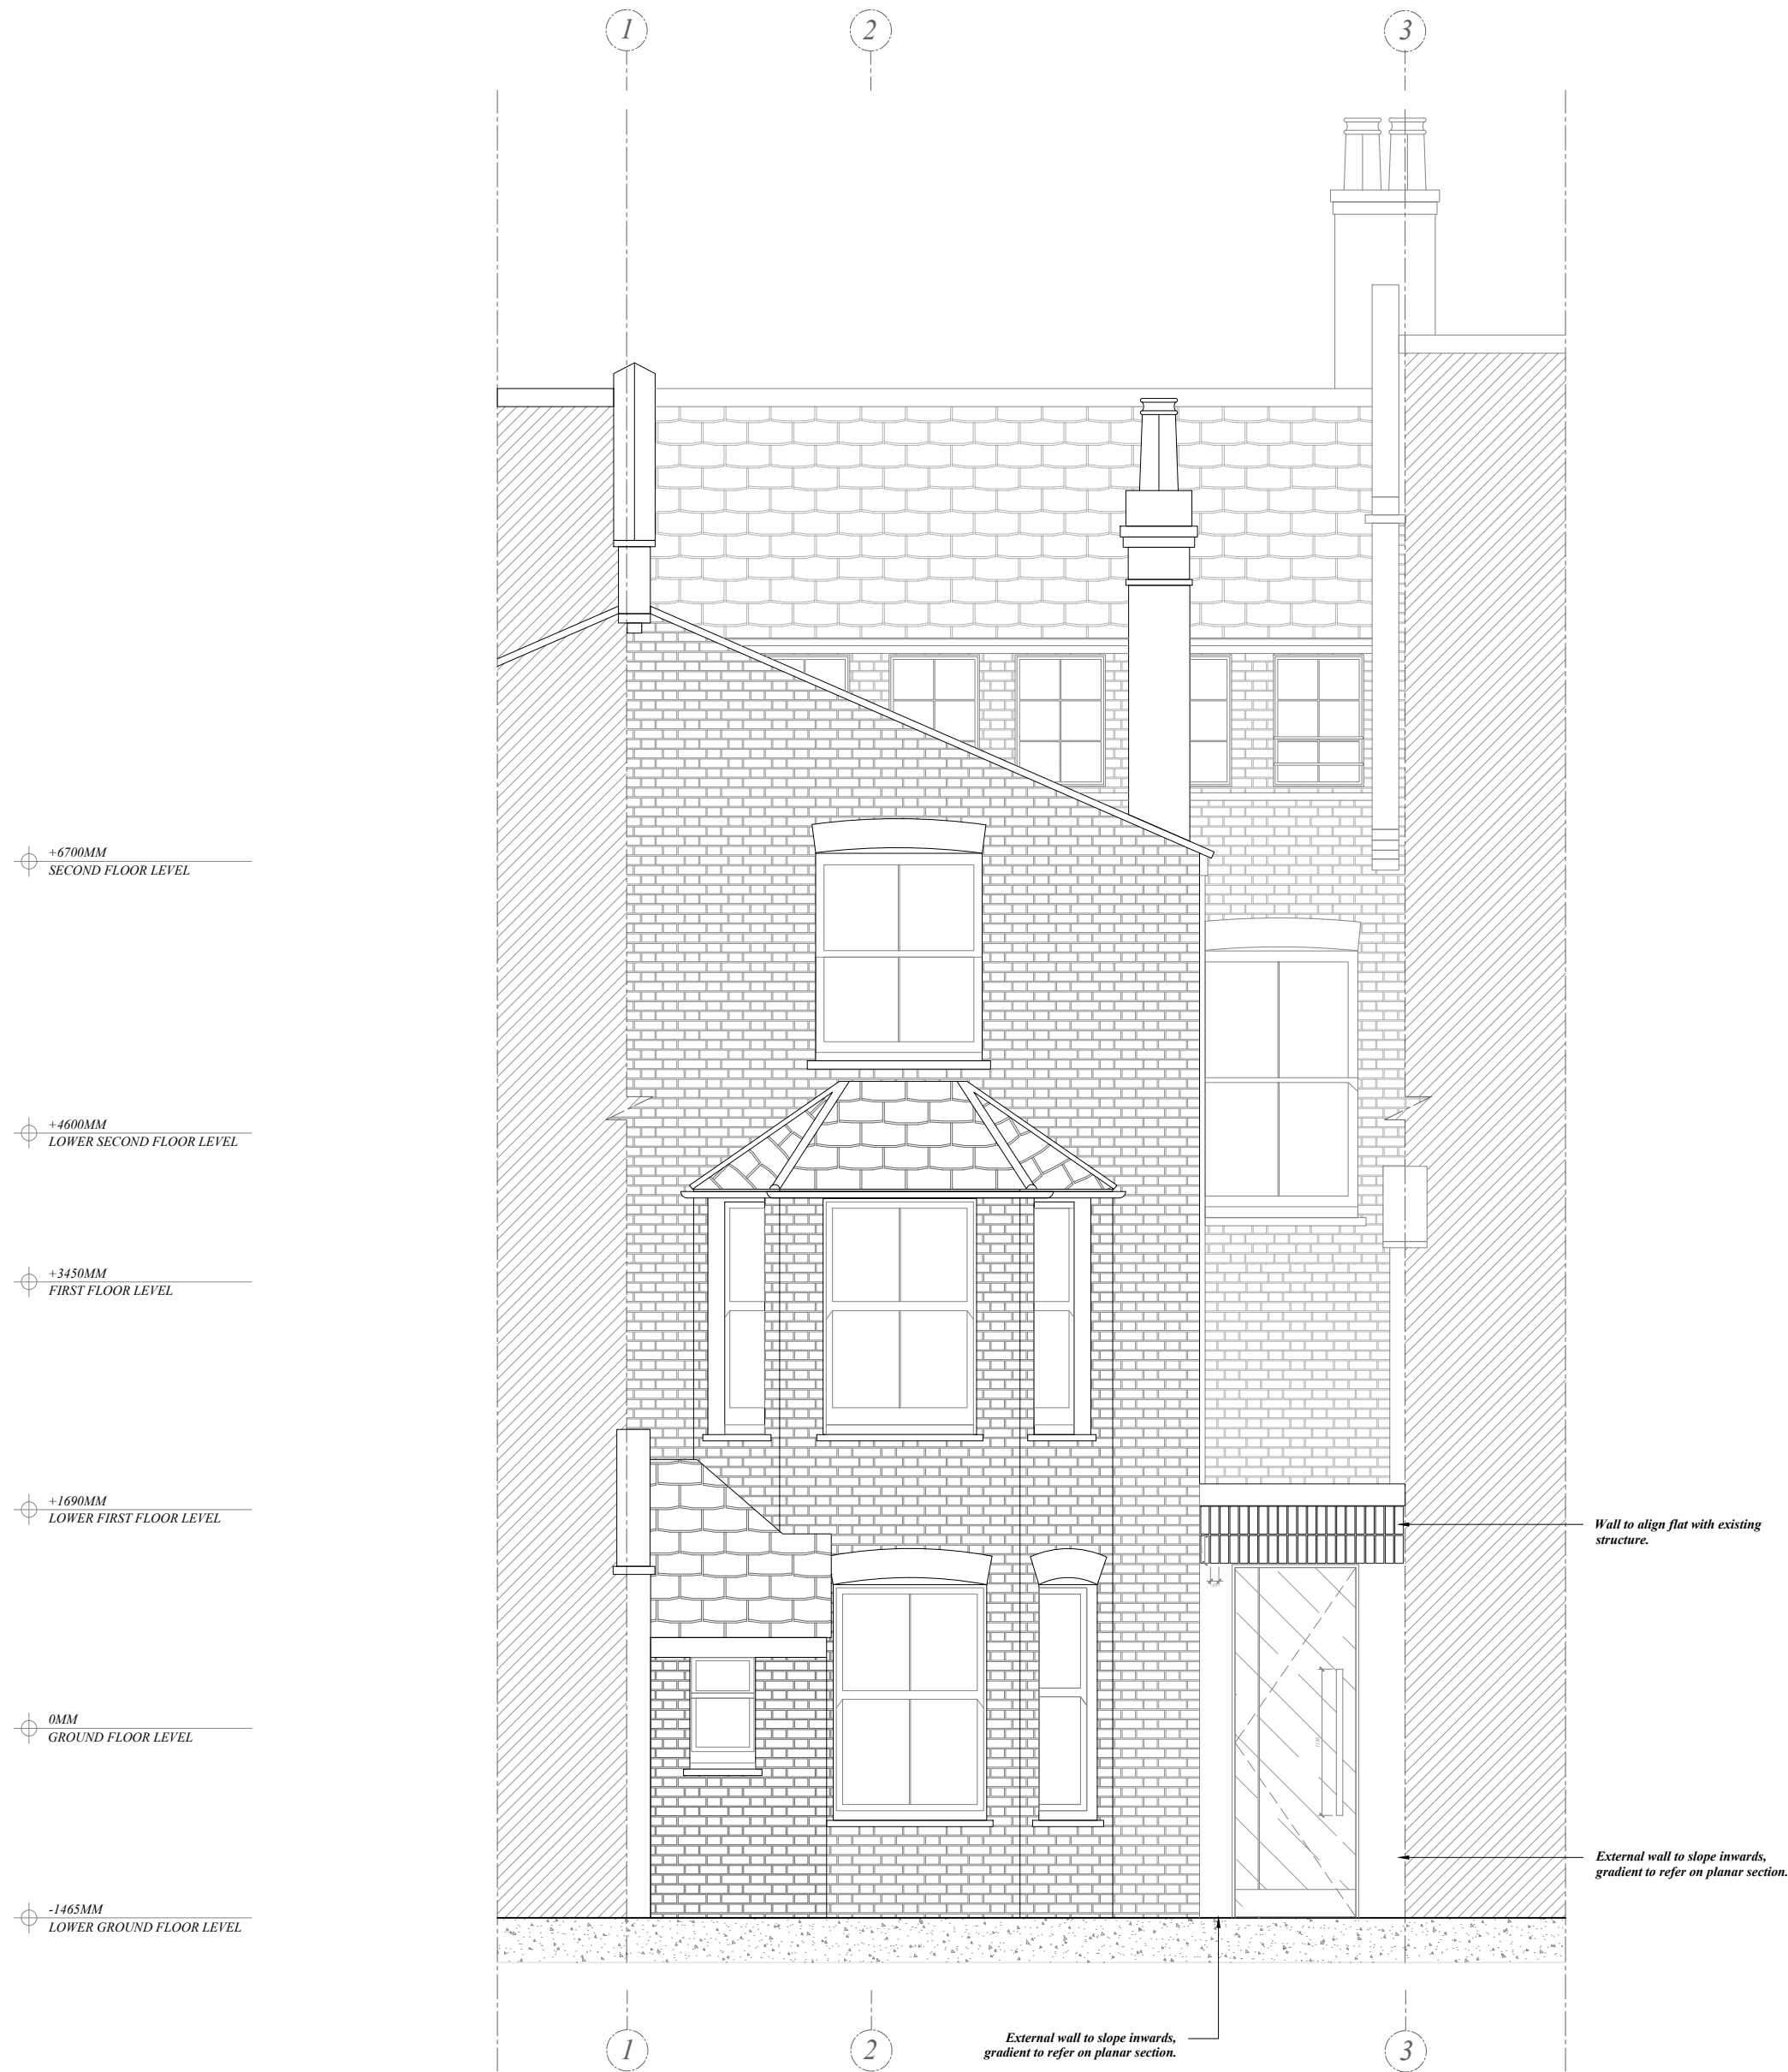 1
2
3
+6700MM
SECOND FLOOR LEVEL
+4600MM
LOWER SECOND FLOOR LEVEL
+3450MM
FIRST FLOOR LEVEL
+1690MM
LOWER FIRST FLOOR LEVEL
Wall to align flat with existing
structure.
0MM
GROUND FLOOR LEVEL
External wall to slope inwards,
gradient to refer on planar section.
-1465MM
LOWER GROUND FLOOR LEVEL
External wall to slope inwards,
gradient to refer on planar section.
1
2
3